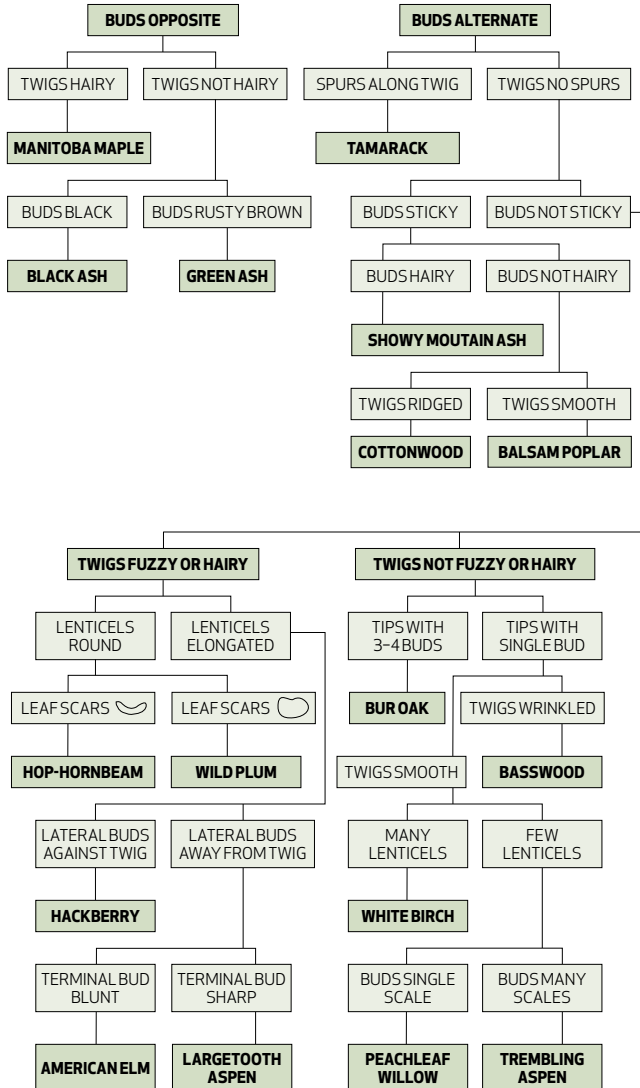 BUDS OPPOSITE
TWIGS HAIRY
TWIGS NOT HAIRY
MANITOBA MAPLE
BUDS BLACK
BUDS RUSTY BROWN
BLACK ASH
GREEN ASH
BUDS ALTERNATE
SPURS ALONG TWIG
TWIGS NO SPURS
TAMARACK
BUDS STICKY
BUDS NOT STICKY
BUDS HAIRY
BUDS NOT HAIRY
SHOWY MOUTAIN ASH
TWIGS RIDGED
TWIGS SMOOTH
COTTONWOOD
BALSAM POPLAR
TWIGS FUZZY OR HAIRY
LENTICELS
ROUND
LENTICELS
ELONGATED
LEAF SCARS
LEAF SCARS
HOP-HORNBEAM
WILD PLUM
LATERAL BUDS
AGAINST TWIG
LATERAL BUDS
AWAY FROM TWIG
HACKBERRY
TERMINAL BUD
BLUNT
TERMINAL BUD
SHARP
AMERICAN ELM
LARGETOOTH
ASPEN
TWIGS NOT FUZZY OR HAIRY
TIPS WITH
3–4 BUDS
TIPS WITH
SINGLE BUD
BUR OAK
TWIGS WRINKLED
TWIGS SMOOTH
BASSWOOD
MANY
LENTICELS
FEW
LENTICELS
WHITE BIRCH
BUDS SINGLE
SCALE
BUDS MANY
SCALES
PEACHLEAF
WILLOW
TREMBLING
ASPEN